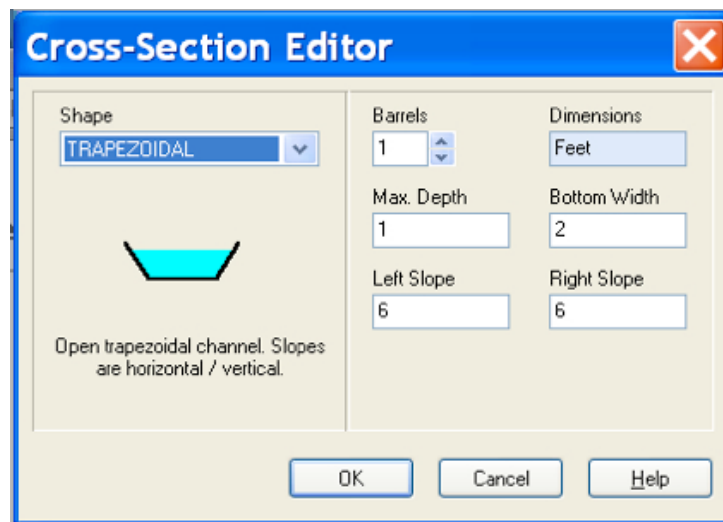 Cross-Section Editor
Shape
TRAPEZOIDAL
Open trapezoidal channel. Slopes
are horizontal / vertical.
Barrels
Dimensions
1
Feet
Max. Depth
Bottom Width
1
2
Left Slope
Right Slope
6
6
OK
Cancel
Help